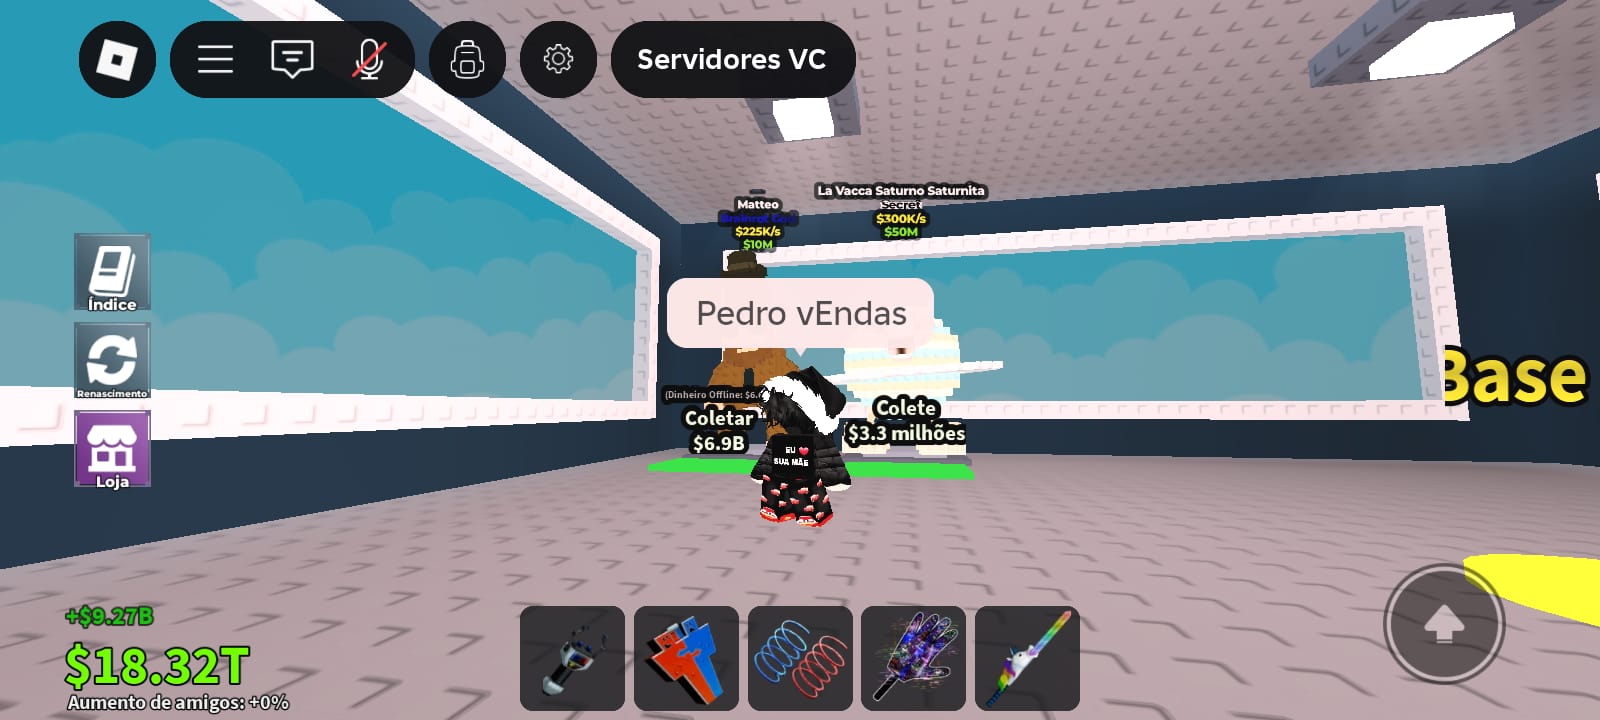 Servidores VC
La Vacca Saturno Saturnita
Secret
$300K/s
$50M
Matteo
Brainrot God
$225K/s
$10M
Pedro vEndas
Índice
Renascimento
Loja
Base
(Dinheiro Offline: $6.
Coletar
$6.9B
Colete
$3.3 milhões
EU ❤️
SUA MÃE
+$9.27B
$18.32T
Aumento de amigos: +0%